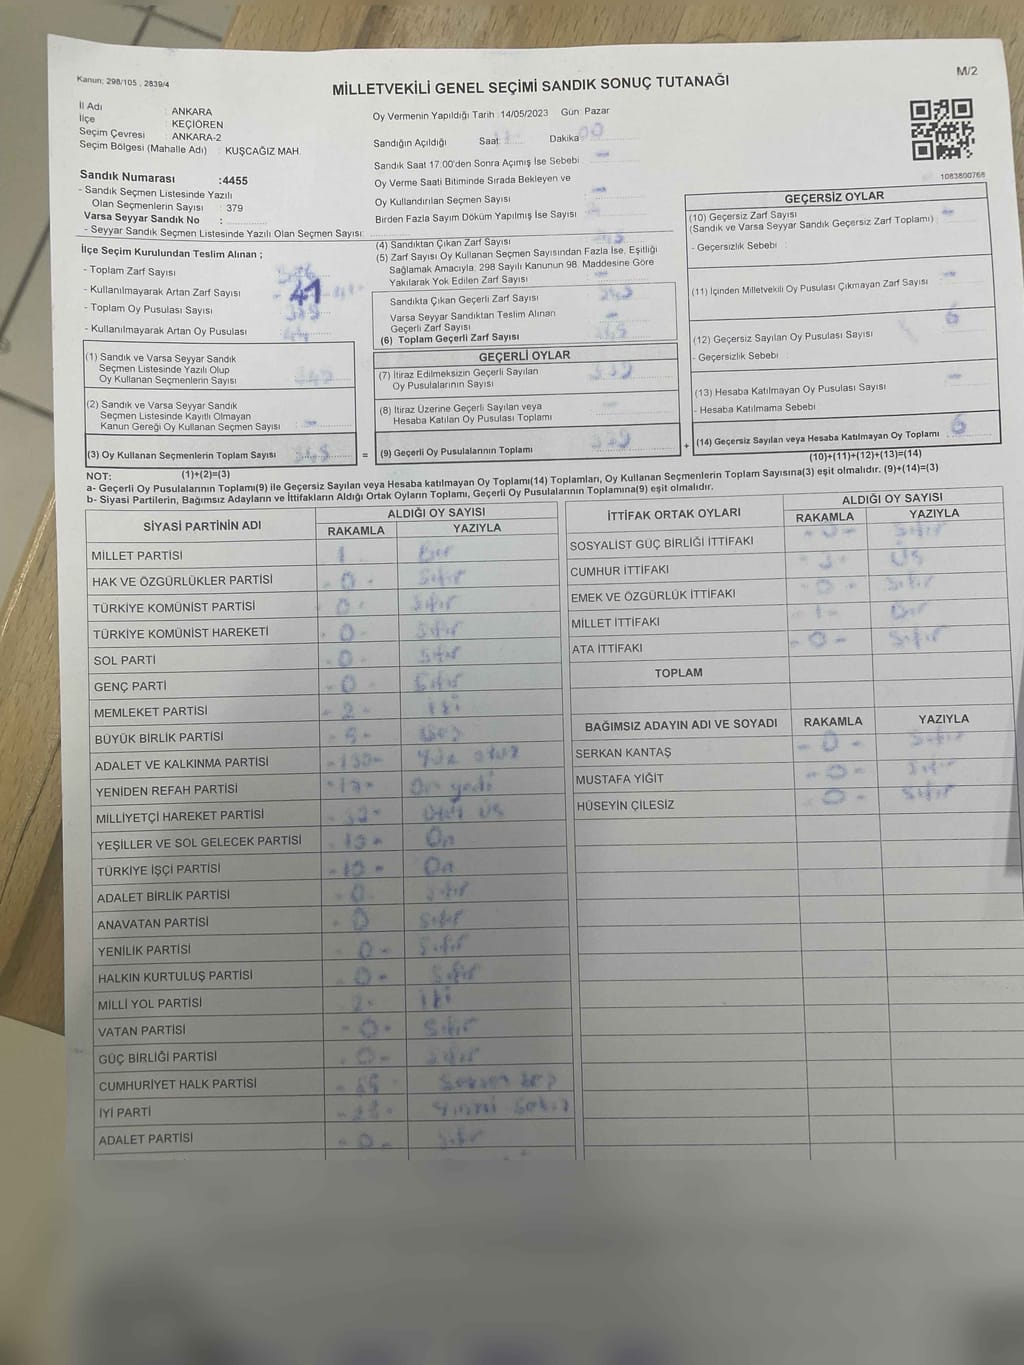 Kanun; 298/105 , 2839/4
MİLLETVEKİLİ GENEL SEÇİMİ SANDIK SONUÇ TUTANAĞI
M/2
İl Adı : ANKARA
İlçe : KEÇİÖREN
Seçim Çevresi : ANKARA-2
Seçim Bölgesi (Mahalle Adı) : KUŞCAĞIZ MAH.
Sandık Numarası :4455
- Sandık Seçmen Listesinde Yazılı
Olan Seçmenlerin Sayısı : 379
Varsa Seyyar Sandık No :
- Seyyar Sandık Seçmen Listesinde Yazılı Olan Seçmen Sayısı:
Oy Vermenin Yapıldığı Tarih :14/05/2023 Gün :Pazar
Sandığın Açıldığı Saat: Dakika: 00
Sandık Saat 17:00'den Sonra Açımış İse Sebebi :
Oy Verme Saati Bitiminde Sırada Bekleyen ve
Oy Kullandırılan Seçmen Sayısı :
Birden Fazla Sayım Döküm Yapılmış İse Sayısı :
1083800768
İlçe Seçim Kurulundan Teslim Alınan ;
- Toplam Zarf Sayısı :
- Kullanılmayarak Artan Zarf Sayısı : 41
- Toplam Oy Pusulası Sayısı :
- Kullanılmayarak Artan Oy Pusulası :
(1) Sandık ve Varsa Seyyar Sandık
Seçmen Listesinde Yazılı Olup
Oy Kullanan Seçmenlerin Sayısı :
(2) Sandık ve Varsa Seyyar Sandık
Seçmen Listesinde Kayıtlı Olmayan
Kanun Gereği Oy Kullanan Seçmen Sayısı : -
(3) Oy Kullanan Seçmenlerin Toplam Sayısı : 345 =
(4) Sandıktan Çıkan Zarf Sayısı :
(5) Zarf Sayısı Oy Kullanan Seçmen Sayısından Fazla İse, Eşitliği
Sağlamak Amacıyla, 298 Sayılı Kanunun 98. Maddesine Göre
Yakılarak Yok Edilen Zarf Sayısı : -
Sandıkta Çıkan Geçerli Zarf Sayısı :
Varsa Seyyar Sandıktan Teslim Alınan
Geçerli Zarf Sayısı : -
(6) Toplam Geçerli Zarf Sayısı : 345
GEÇERLİ OYLAR
(7) İtiraz Edilmeksizin Geçerli Sayılan
Oy Pusulalarının Sayısı : 339
(8) İtiraz Üzerine Geçerli Sayılan veya
Hesaba Katılan Oy Pusulası Toplamı : -
(9) Geçerli Oy Pusulalarının Toplamı : 339 +
GEÇERSİZ OYLAR
(10) Geçersiz Zarf Sayısı : -
(Sandık ve Varsa Seyyar Sandık Geçersiz Zarf Toplamı)
- Geçersizlik Sebebi :
(11) İçinden Milletvekili Oy Pusulası Çıkmayan Zarf Sayısı : -
(12) Geçersiz Sayılan Oy Pusulası Sayısı : 6
- Geçersizlik Sebebi :
(13) Hesaba Katılmayan Oy Pusulası Sayısı : -
- Hesaba Katılmama Sebebi :
(14) Geçersiz Sayılan veya Hesaba Katılmayan Oy Toplamı : 6
(10)+(11)+(12)+(13)=(14)
NOT: (1)+(2)=(3)
a- Geçerli Oy Pusulalarının Toplamı(9) ile Geçersiz Sayılan veya Hesaba katılmayan Oy Toplamı(14) Toplamları, Oy Kullanan Seçmenlerin Toplam Sayısına(3) eşit olmalıdır. (9)+(14)=(3)
b- Siyasi Partilerin, Bağımsız Adayların ve İttifakların Aldığı Ortak Oyların Toplamı, Geçerli Oy Pusulalarının Toplamına(9) eşit olmalıdır.
SİYASİ PARTİNİN ADI ALDIĞI OY SAYISI
RAKAMLA YAZIYLA
MİLLET PARTİSİ 1 Bir
HAK VE ÖZGÜRLÜKLER PARTİSİ - 0 - Sıfır
TÜRKİYE KOMÜNİST PARTİSİ 0 - Sıfır
TÜRKİYE KOMÜNİST HAREKETİ - 0 - Sıfır
SOL PARTİ - 0 - Sıfır
GENÇ PARTİ - 0 - Sıfır
MEMLEKET PARTİSİ - 2 - iki
BÜYÜK BİRLİK PARTİSİ - 5 - Beş
ADALET VE KALKINMA PARTİSİ - 130 - Yüz otuz
YENİDEN REFAH PARTİSİ - 17 - On yedi
MİLLİYETÇİ HAREKET PARTİSİ Otuz üç
YEŞİLLER VE SOL GELECEK PARTİSİ - 10 - On
TÜRKİYE İŞÇİ PARTİSİ - 10 - On
ADALET BİRLİK PARTİSİ - 0 - Sıfır
ANAVATAN PARTİSİ - 0 Sıfır
YENİLİK PARTİSİ 0 - Sıfır
HALKIN KURTULUŞ PARTİSİ - 0 - Sıfır
MİLLİ YOL PARTİSİ 2 - iki
VATAN PARTİSİ - 0 - Sıfır
GÜÇ BİRLİĞİ PARTİSİ - 0 - Sıfır
CUMHURİYET HALK PARTİSİ - 85 Seksen beş
İYİ PARTİ - 28 - Yirmi sekiz
ADALET PARTİSİ - 0 - Sıfır
İTTİFAK ORTAK OYLARI ALDIĞI OY SAYISI
RAKAMLA YAZIYLA
SOSYALİST GÜÇ BİRLİĞİ İTTİFAKI - 0 - Sıfır
CUMHUR İTTİFAKI - 3 - Üç
EMEK VE ÖZGÜRLÜK İTTİFAKI - 0 - Sıfır
MİLLET İTTİFAKI - 1 - Bir
ATA İTTİFAKI - 0 - Sıfır
TOPLAM
BAĞIMSIZ ADAYIN ADI VE SOYADI RAKAMLA YAZIYLA
SERKAN KANTAŞ - 0 - Sıfır
MUSTAFA YİĞİT - 0 - Sıfır
HÜSEYİN ÇİLESİZ - 0 - Sıfır